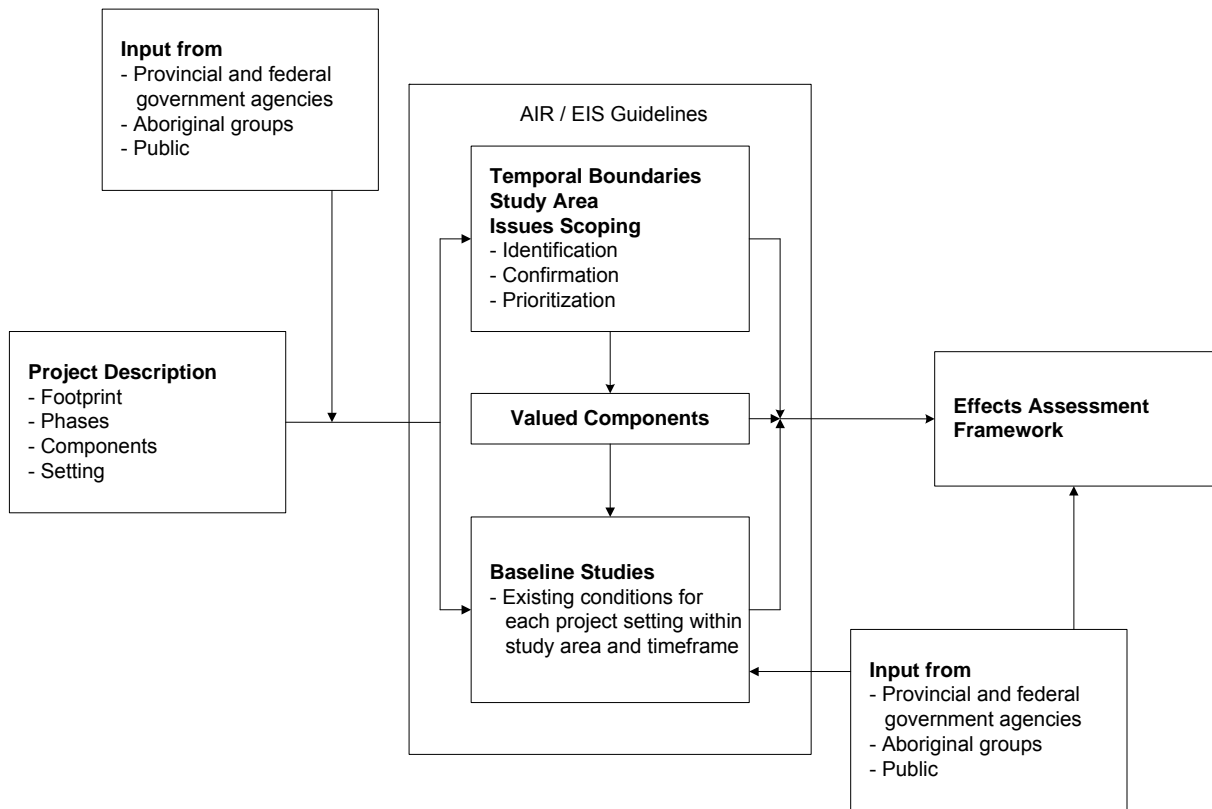 Input from
- Provincial and federal
government agencies
- Aboriginal groups
- Public
AIR / EIS Guidelines
Temporal Boundaries
Study Area
Issues Scoping
- Identification
- Confirmation
- Prioritization
Project Description
- Footprint
- Phases
- Components
- Setting
Valued Components
Effects Assessment
Framework
Baseline Studies
- Existing conditions for
each project setting within
study area and timeframe
Input from
- Provincial and federal
government agencies
- Aboriginal groups
- Public